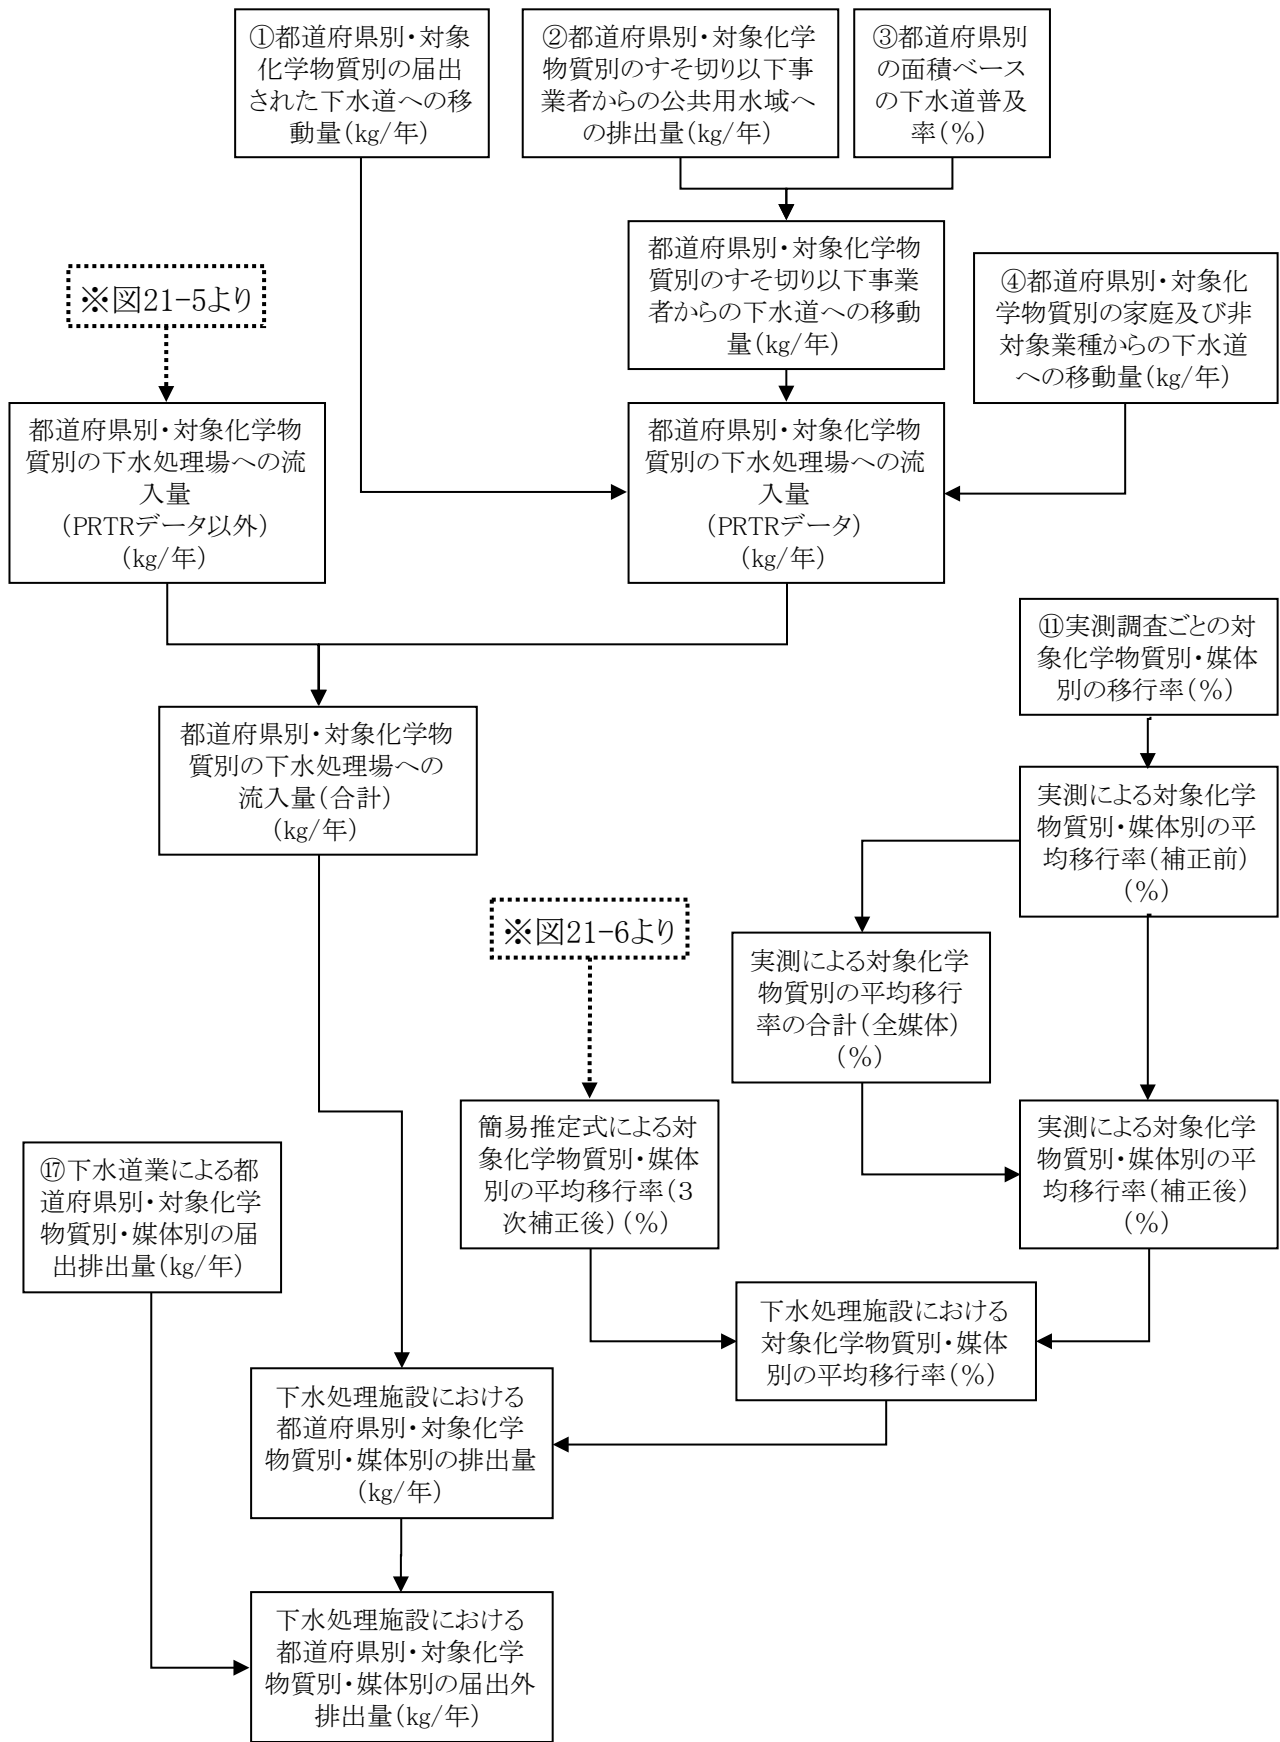 ①都道府県別・対象
化学物質別の届出
された下水道への移
動量(kg/年)
②都道府県別・対象化学
物質別のすそ切り以下事
業者からの公共用水域へ
の排出量(kg/年)
③都道府県別
の面積ベース
の下水道普及
率(%)
都道府県別・対象化学物
質別のすそ切り以下事業
者からの下水道への移動
量(kg/年)
④都道府県別・対象化
学物質別の家庭及び非
対象業種からの下水道
への移動量(kg/年)
※図21-5より
都道府県別・対象化学物
質別の下水処理場への流
入量
(PRTRデータ以外)
(kg/年)
都道府県別・対象化学物
質別の下水処理場への流
入量
(PRTRデータ)
(kg/年)
⑪実測調査ごとの対
象化学物質別・媒体
別の移行率(%)
都道府県別・対象化学物
質別の下水処理場への
流入量(合計)
(kg/年)
実測による対象化学
物質別・媒体別の平
均移行率(補正前)
(%)
※図21-6より
実測による対象化学
物質別の平均移行
率の合計(全媒体)
(%)
簡易推定式による対
象化学物質別・媒体
別の平均移行率(3
次補正後)(%)
実測による対象化学
物質別・媒体別の平
均移行率(補正後)
(%)
⑰下水道業による都
道府県別・対象化学
物質別・媒体別の届
出排出量(kg/年)
下水処理施設における
対象化学物質別・媒体
別の平均移行率(%)
下水処理施設における
都道府県別・対象化学
物質別・媒体別の排出量
(kg/年)
下水処理施設における
都道府県別・対象化学
物質別・媒体別の届出外
排出量(kg/年)